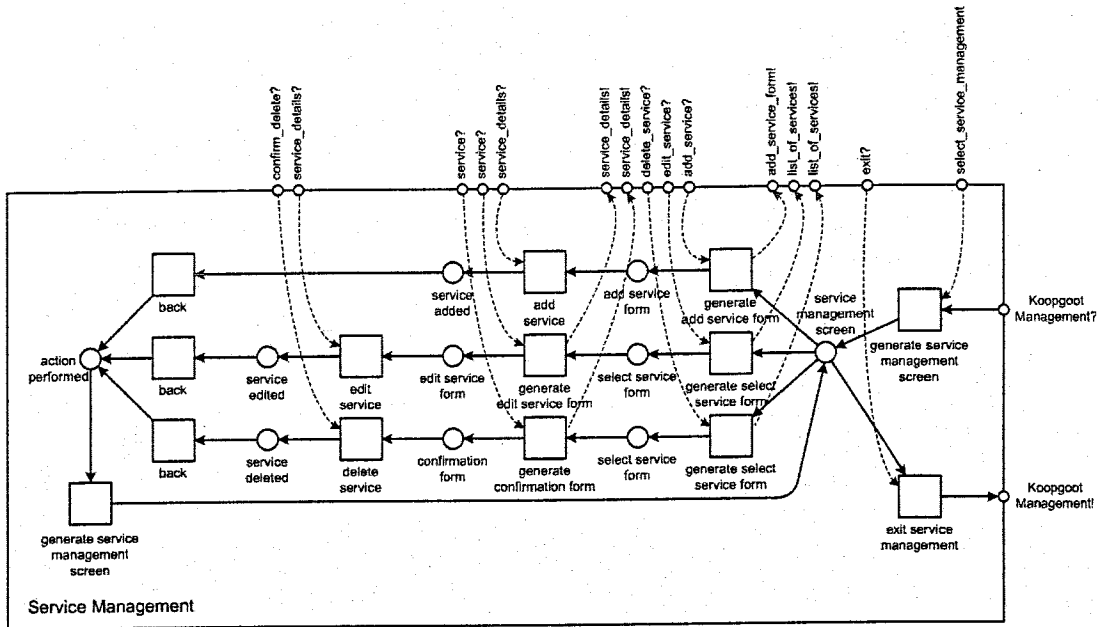 confirm_delete?
service_details?
service?
service?
service_details?
service_details!
service_details!
delete_service?
edit_service?
add_service?
add_service_form!
list_of_services!
list_of_services!
exit?
select_service_management
back
service
added
add
service
add service
form
generate
add service form
service
management
screen
generate service
management
screen
Koopgoot
Management?
action
performed
back
service
edited
edit
service
edit service
form
generate
edit service form
select service
form
generate select
service form
back
service
deleted
delete
service
confirmation
form
generate
confirmation form
select service
form
generate select
service form
generate service
management
screen
exit service
management
Koopgoot
Management!
Service Management